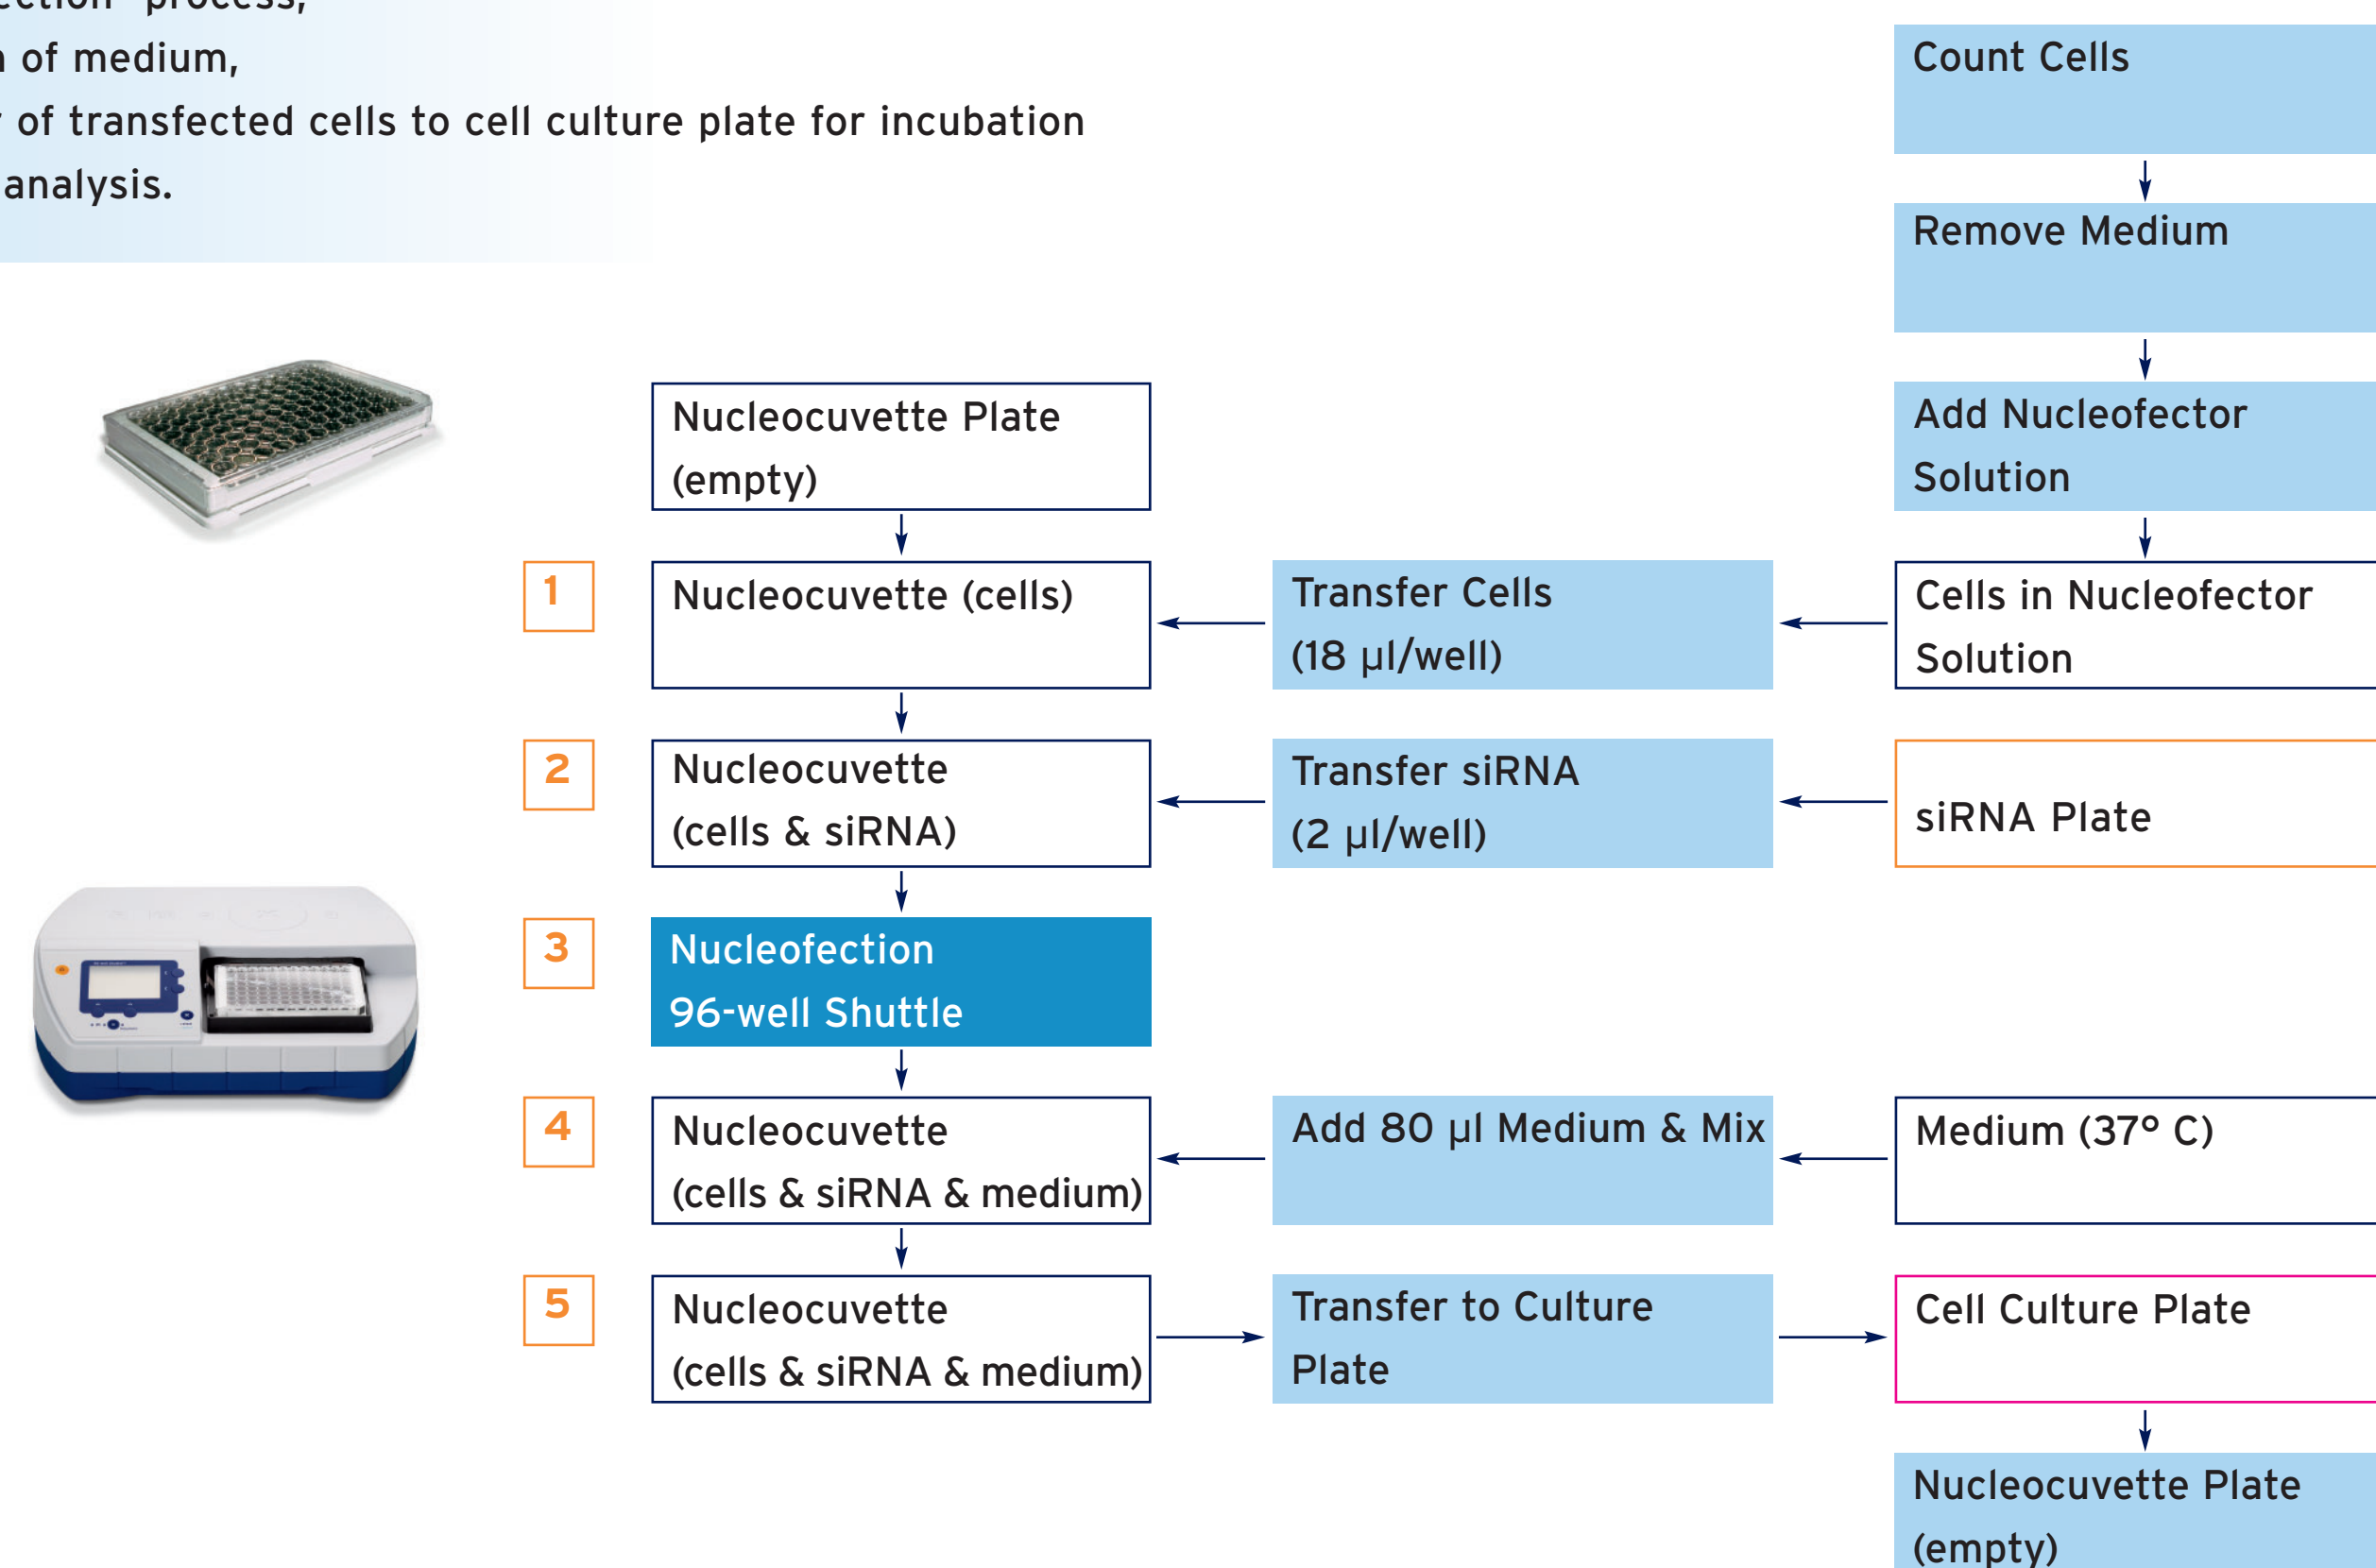 process,
of medium,
of transfected cells to cell culture plate for incubation
analysis.
Count Cells
Remove Medium
Add Nucleofector
Solution
Nucleocuvette Plate
(empty)
1
Nucleocuvette (cells)
Transfer Cells
(18 µl/well)
Cells in Nucleofector
Solution
2
Nucleocuvette
(cells & siRNA)
Transfer siRNA
(2 µl/well)
siRNA Plate
3
Nucleofection
96-well Shuttle
4
Nucleocuvette
(cells & siRNA & medium)
Add 80 µl Medium & Mix
Medium (37° C)
5
Nucleocuvette
(cells & siRNA & medium)
Transfer to Culture
Plate
Cell Culture Plate
Nucleocuvette Plate
(empty)